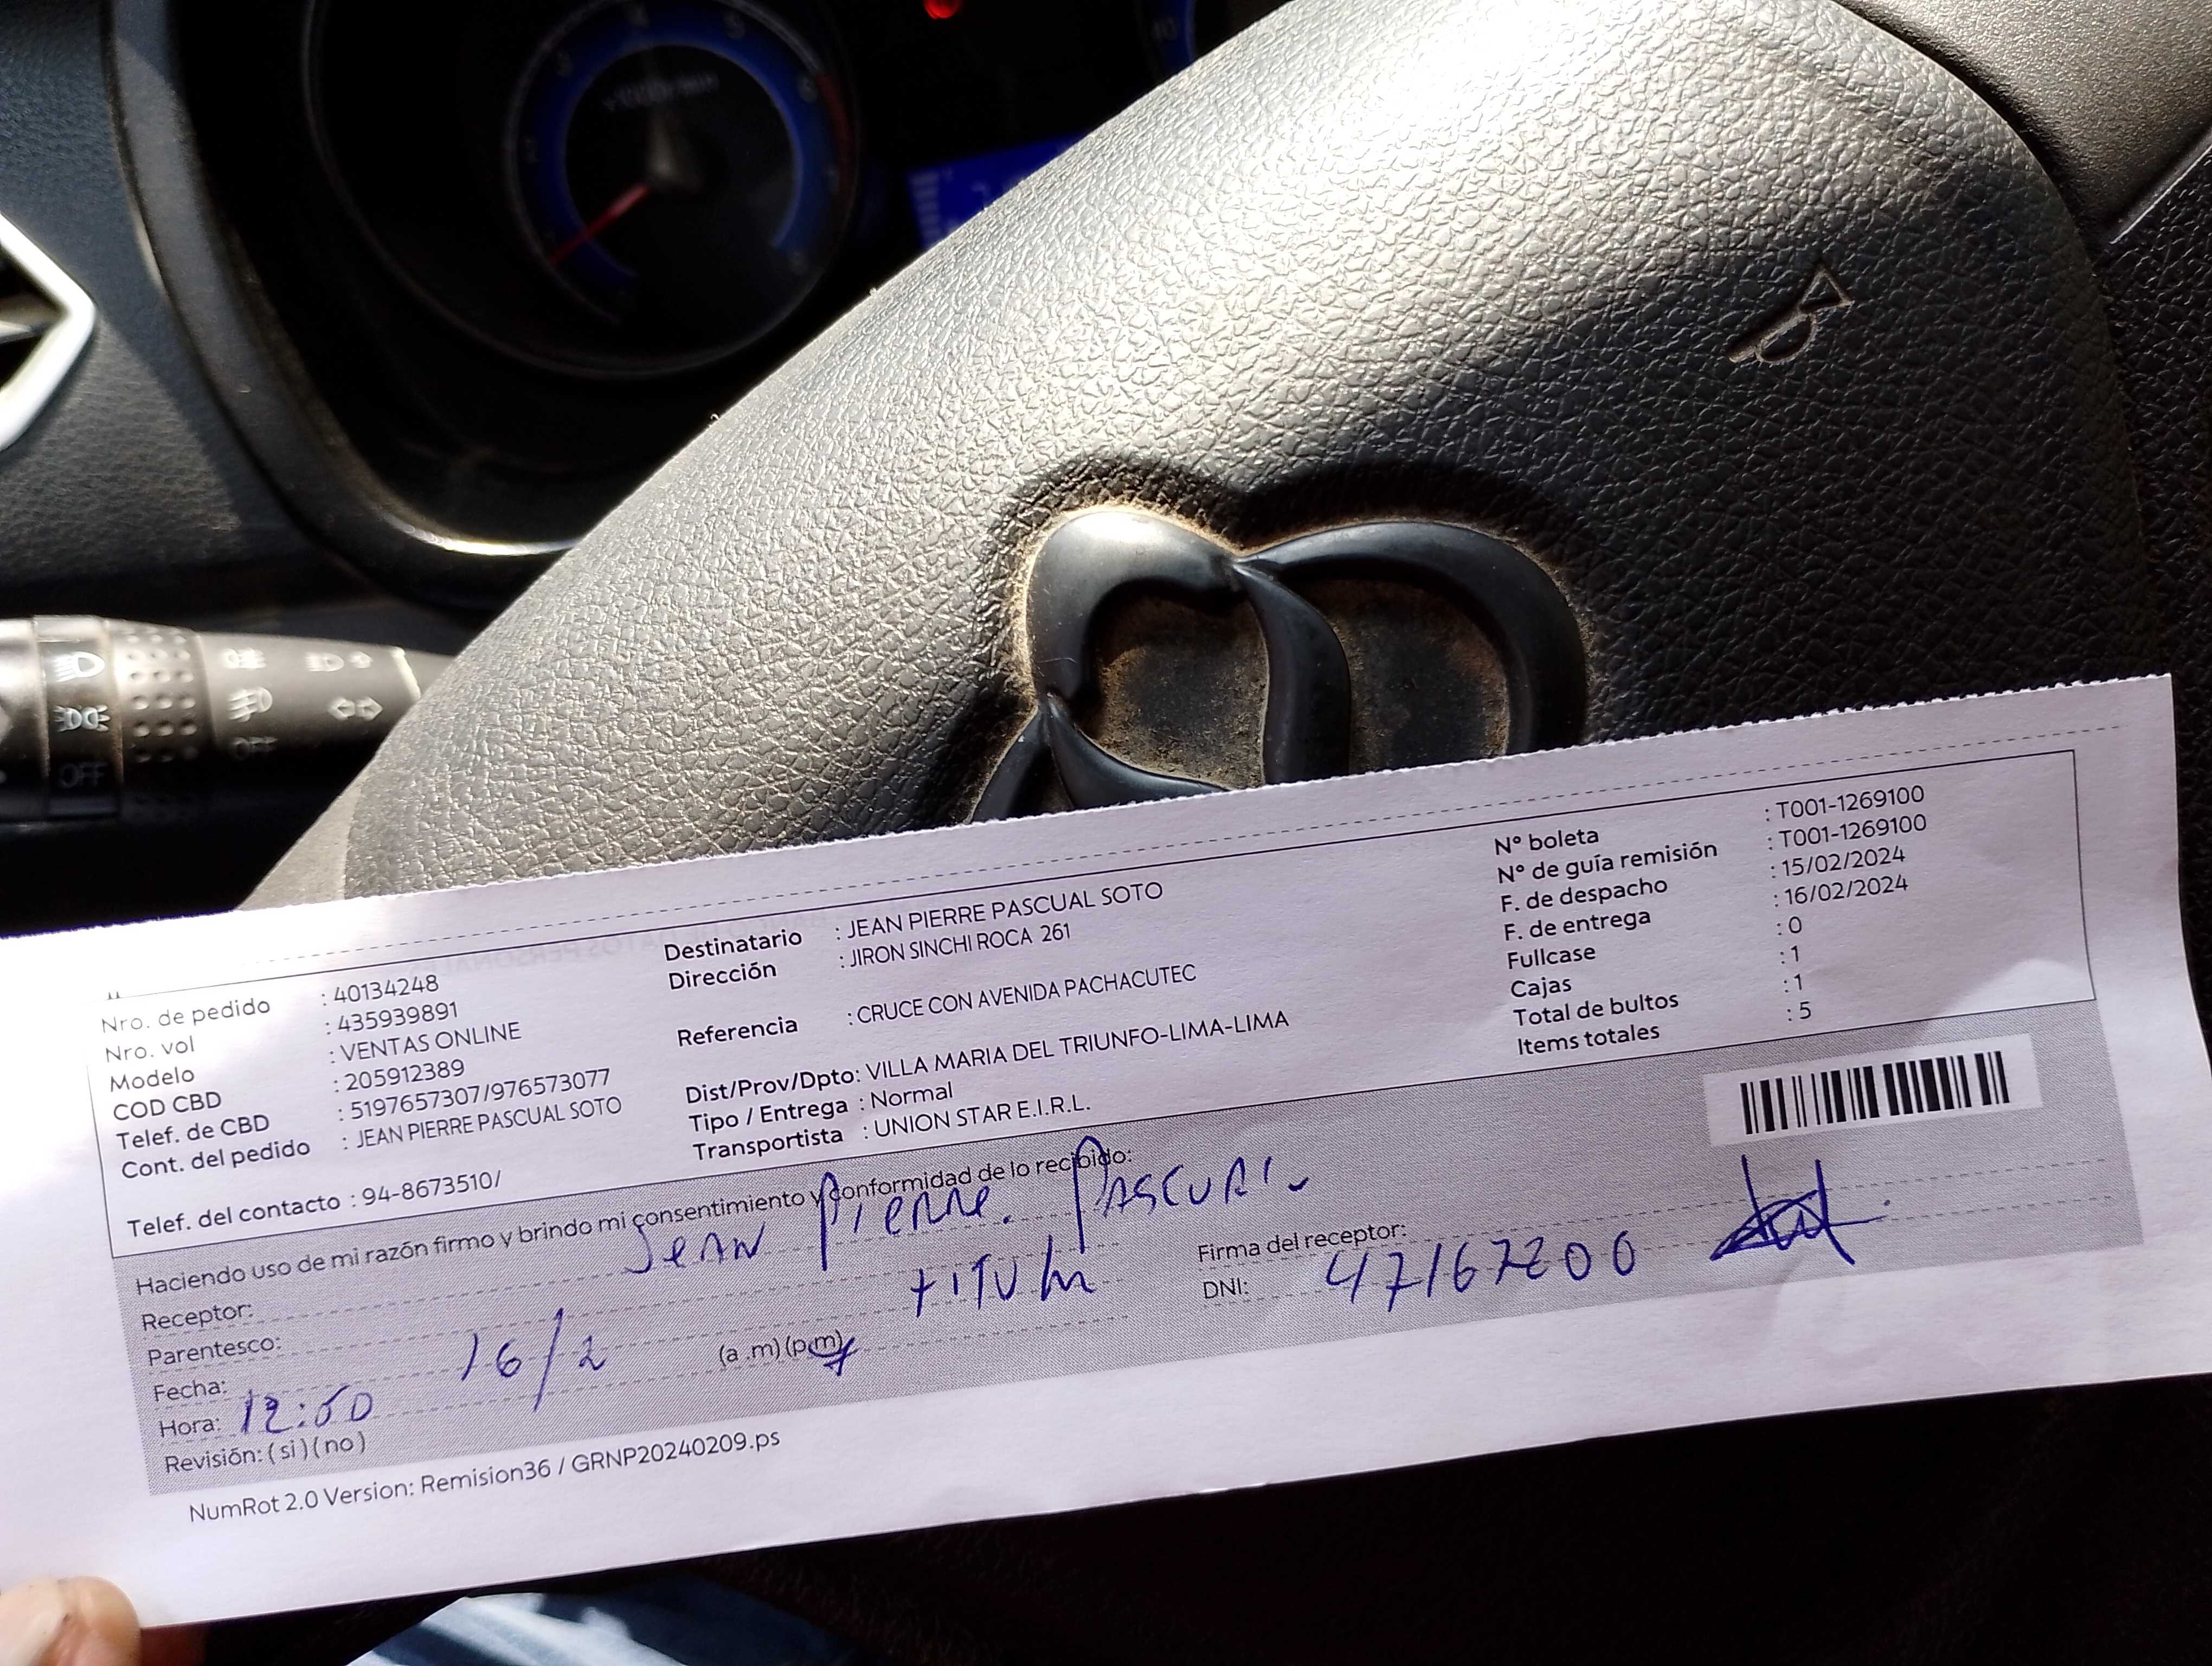 OFF
OFF
Nro. de pedido : 40134248
Nro. vol : 435939891
Modelo : VENTAS ONLINE
COD CBD : 205912389
Telef. de CBD : 5197657307/976573077
Cont. del pedido : JEAN PIERRE PASCUAL SOTO
Telef. del contacto : 94-8673510/
Destinatario : JEAN PIERRE PASCUAL SOTO
Dirección : JIRON SINCHI ROCA 261
Referencia : CRUCE CON AVENIDA PACHACUTEC
Dist/Prov/Dpto: VILLA MARIA DEL TRIUNFO-LIMA-LIMA
Tipo / Entrega : Normal
Transportista : UNION STAR E.I.R.L.
N° boleta : T001-1269100
N° de guía remisión : T001-1269100
F. de despacho : 15/02/2024
F. de entrega : 16/02/2024
Fullcase : 0
Cajas : 1
Total de bultos : 1
Items totales : 5
Haciendo uso de mi razón firmo y brindo mi consentimiento y conformidad de lo recibido:
Receptor: Jean Pierre. Pascual
Parentesco: titular
Fecha: 16/2
Hora: 12:50 (a .m) (p.m)
Revisión: ( si ) ( no )
Firma del receptor:
DNI: 47167200
NumRot 2.0 Version: Remision36 / GRNP20240209.ps